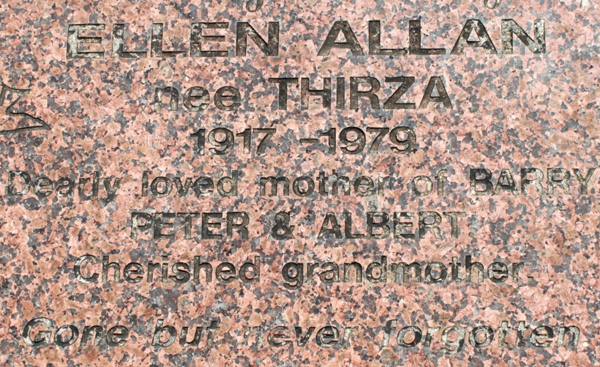 ELLEN ALLAN
nee THIRZA
1917 - 1979
Dearly loved mother of BARRY
PETER & ALBERT
Cherished grandmother
Gone but never forgotten